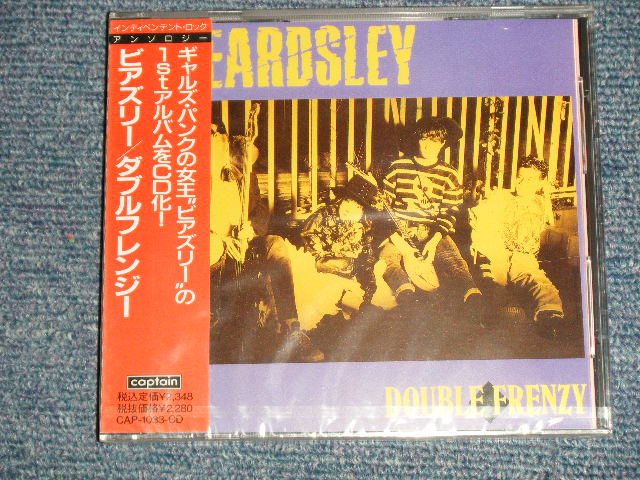 インディペンデント・ロック
アンソロジー
ギャルズ・パンクの女王“ビアズリー”の
1stアルバムをCD化!
ビアズリー/ダブルフレンジー
captain
税込定価¥2,348
税抜価格¥2,280
CAP-1033-CD
EARDSLEY
DOUBLE FRENZY